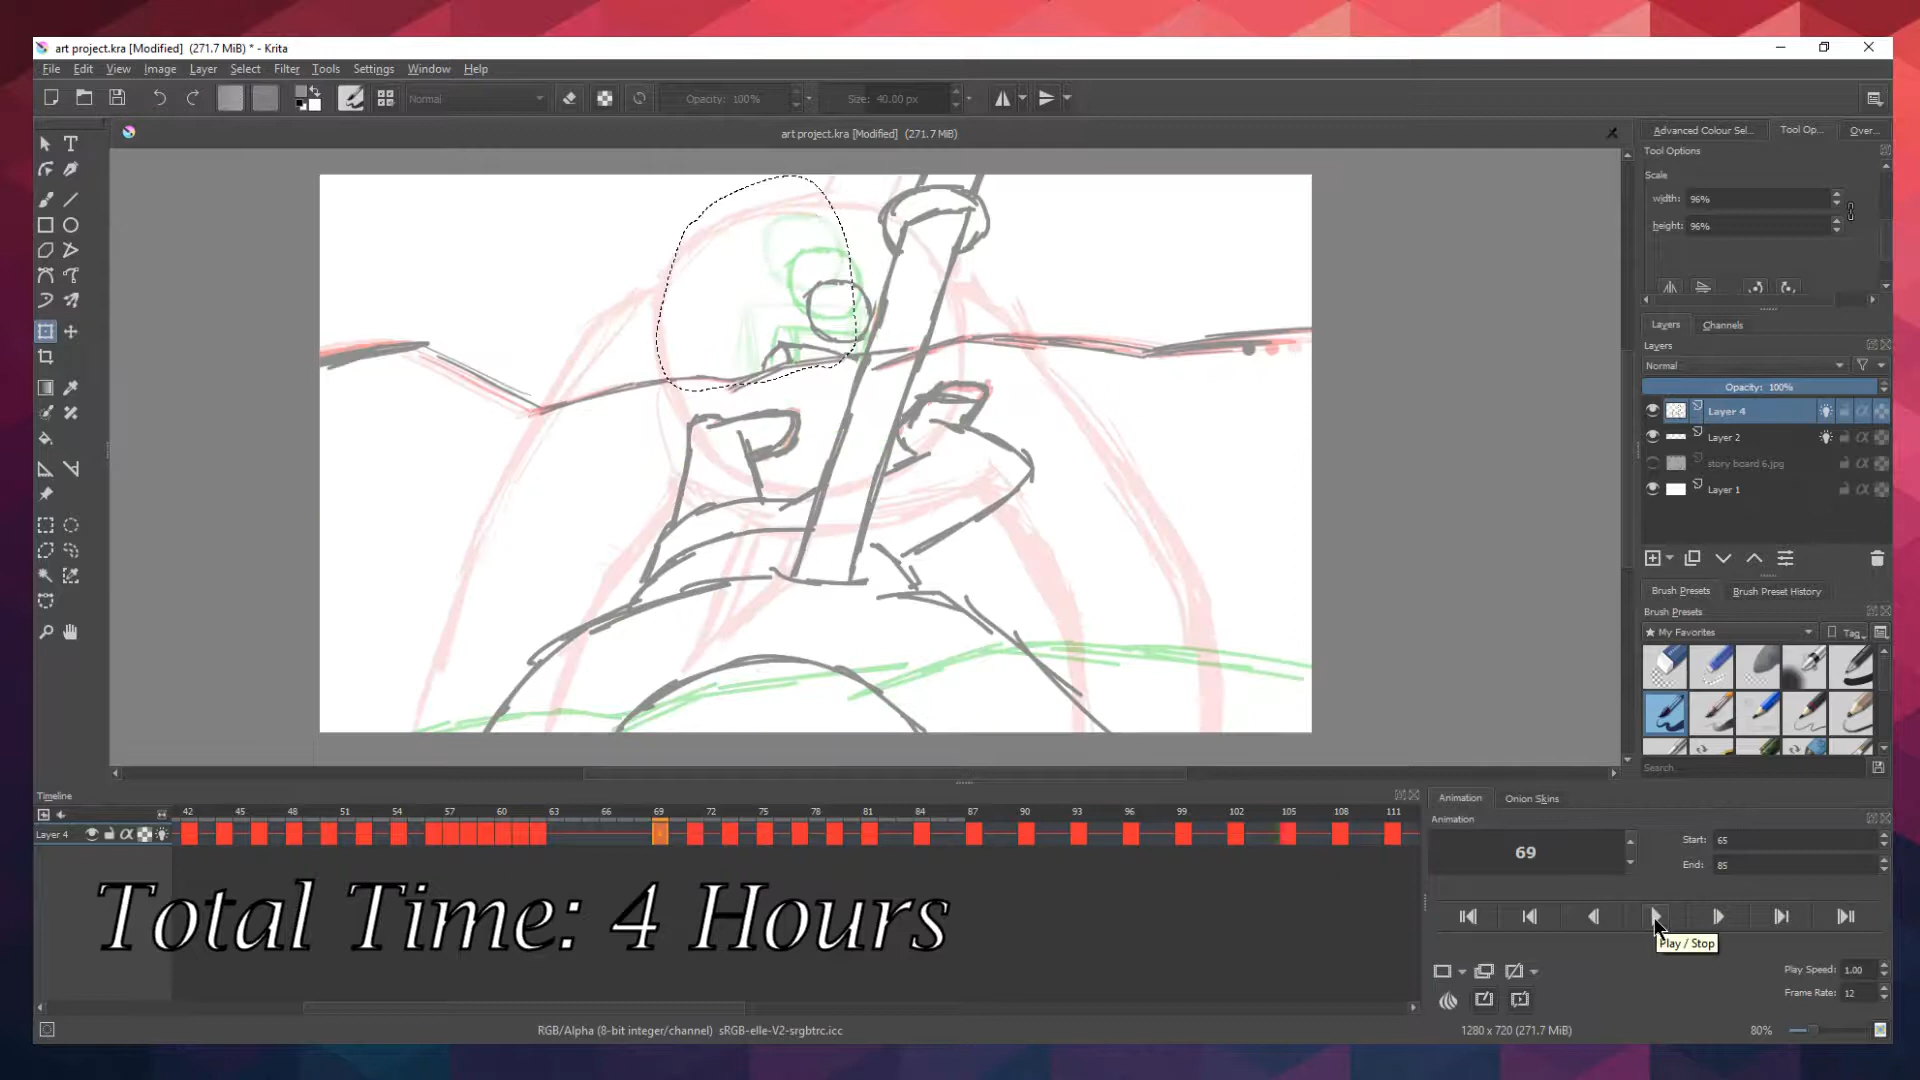 art project.kra [Modified] (271.7 MiB) * - Krita
File Edit View Image Layer Select Filter Tools Settings Window Help
Normal Opacity: 100% Size: 40.00 px
art project.kra [Modified] (271.7 MiB)
Advanced Colour Sel... Tool Op... Over...
Tool Options
Scale
width: 96%
height: 96%
Layers Channels
Layers
Normal
Opacity: 100%
Layer 4
Layer 2
story board 6.jpg
Layer 1
Brush Presets Brush Preset History
Brush Presets
★ My Favorites Tag
Search
Timeline
42 45 48 51 54 57 60 63 66 69 72 75 78 81 84 87 90 93 96 99 102 105 108 111
Layer 4
Animation Onion Skins
Animation
69
Start: 65
End: 85
Play / Stop
Play Speed: 1.00
Frame Rate: 12
Total Time: 4 Hours
RGB/Alpha (8-bit integer/channel) sRGB-elle-V2-srgbtrc.icc
1280 x 720 (271.7 MiB)
80%